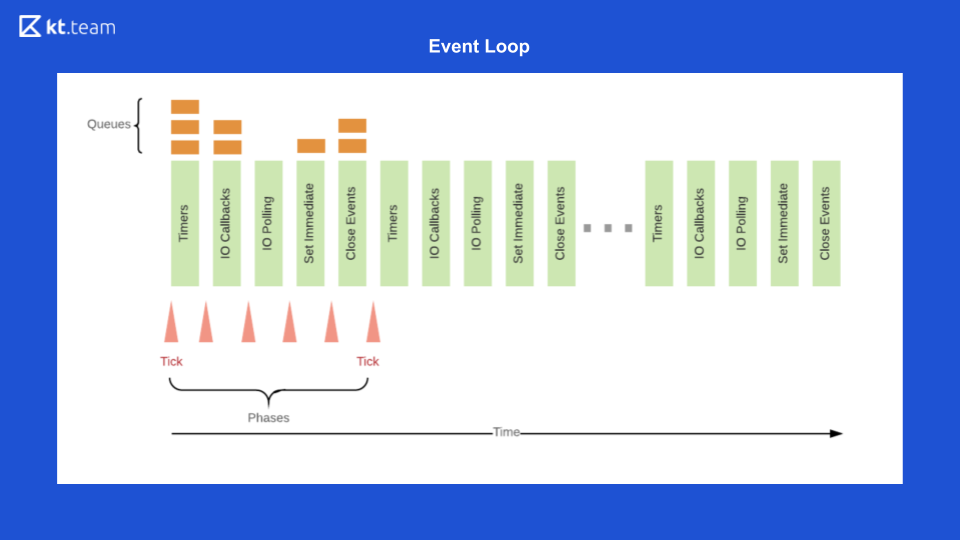 kt.team
Event Loop
Queues
Timers
IO Callbacks
IO Polling
Set Immediate
Close Events
Timers
IO Callbacks
IO Polling
Set Immediate
Close Events
Timers
IO Callbacks
IO Polling
Set Immediate
Close Events
Tick
Tick
Phases
Time